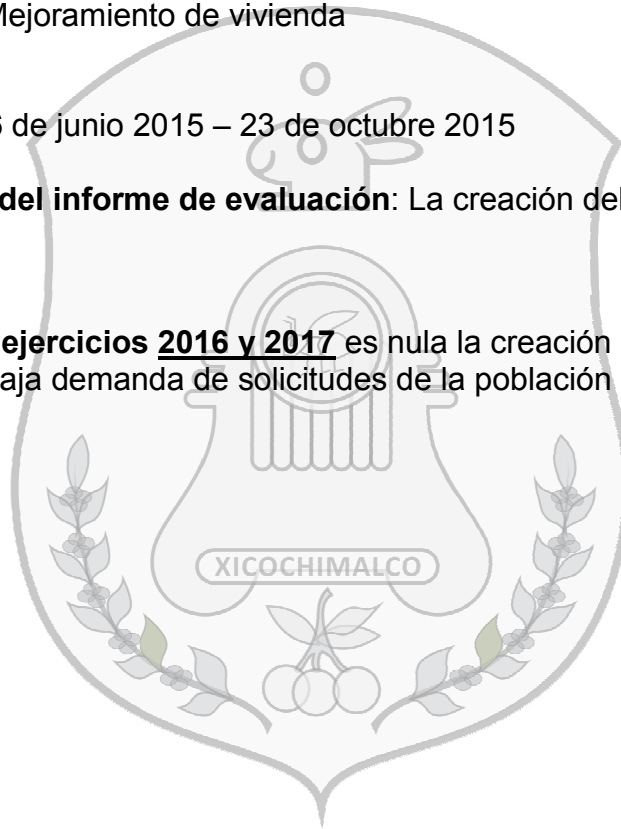 Mejoramiento de vivienda
de junio 2015 – 23 de octubre 2015
del informe de evaluación: La creación del
ejercicios 2016 y 2017 es nula la creación
aja demanda de solicitudes de la población
XICOCHIMALCO